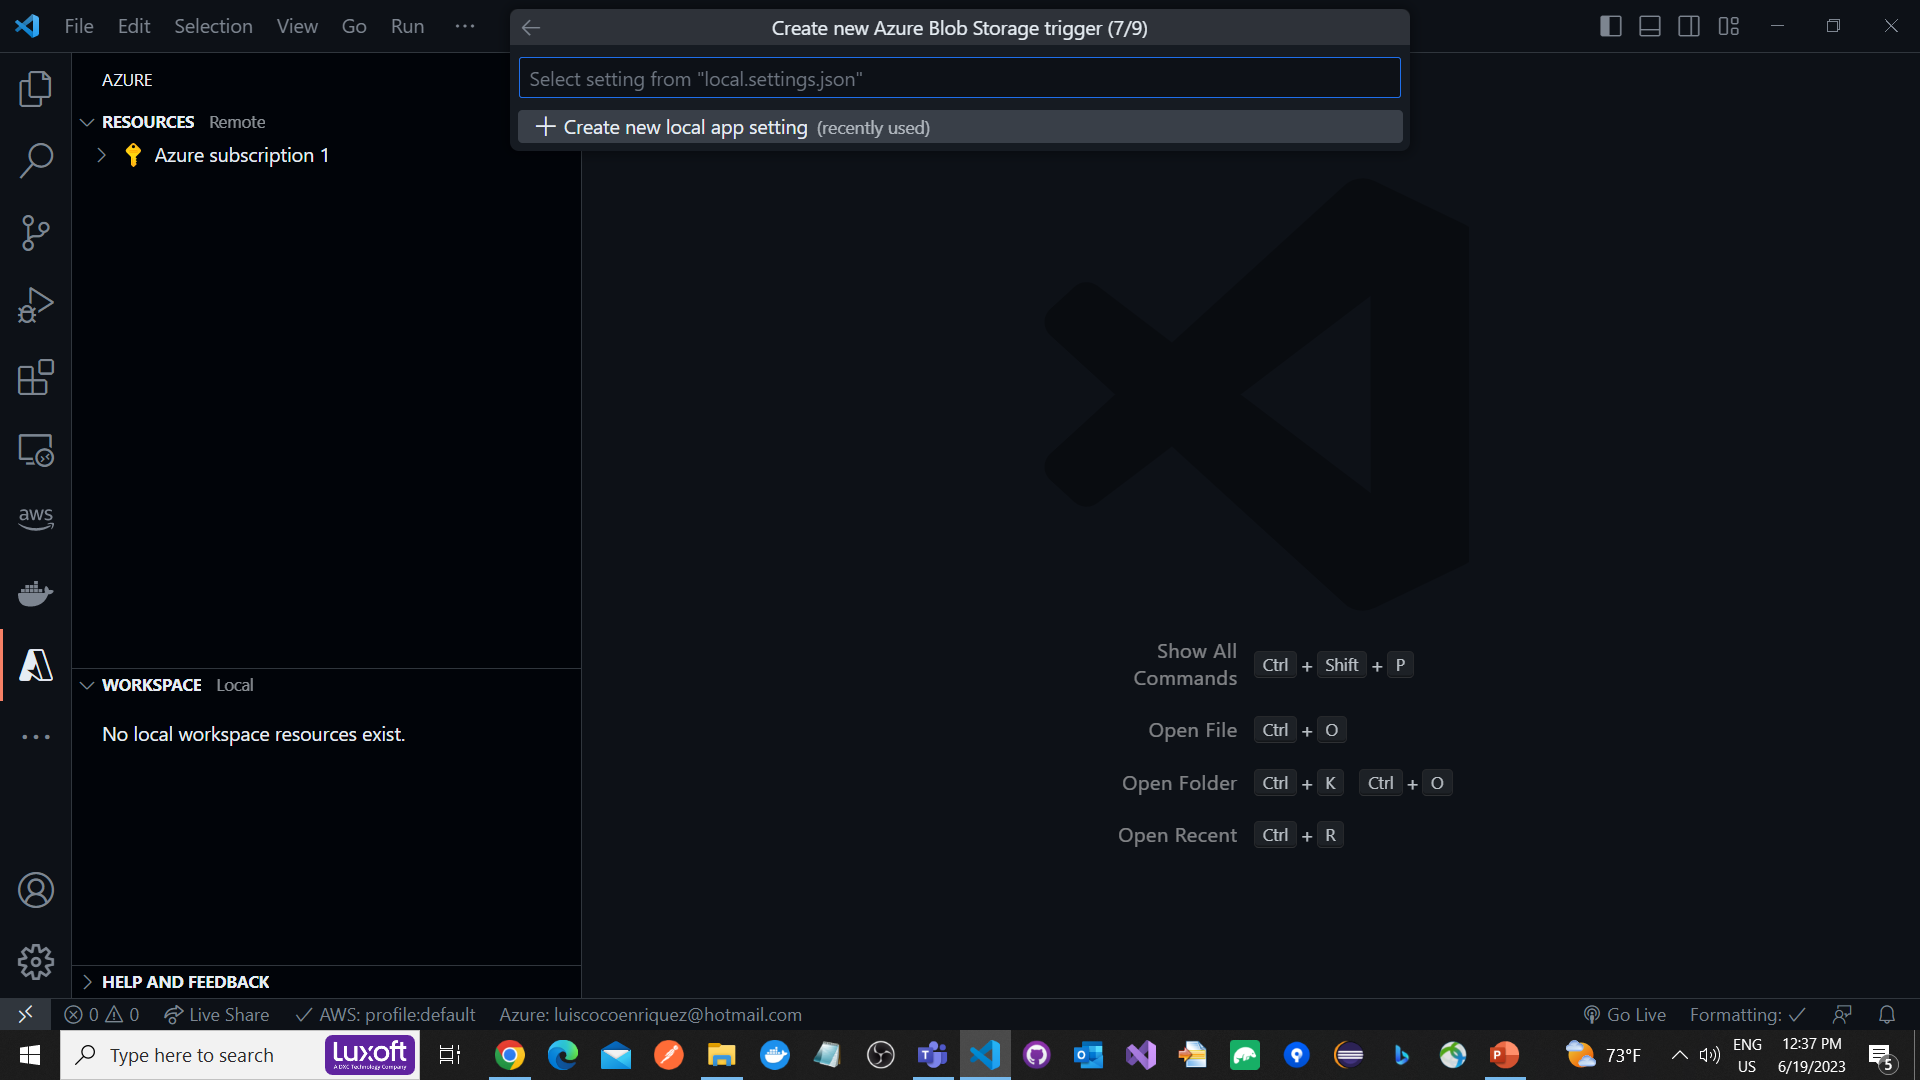 File Edit Selection View Go Run ···
Create new Azure Blob Storage trigger (7/9)
Select setting from "local.settings.json"
Create new local app setting (recently used)
AZURE
RESOURCES Remote
Azure subscription 1
aws
WORKSPACE Local
No local workspace resources exist.
HELP AND FEEDBACK
Show All
Commands
Ctrl + Shift + P
Open File Ctrl + O
Open Folder Ctrl + K Ctrl + O
Open Recent Ctrl + R
0 0 Live Share AWS: profile:default Azure: luiscocoenriquez@hotmail.com Go Live Formatting:
Type here to search
luxoft
A DXC Technology Company
73°F
ENG
US
12:37 PM
6/19/2023
5